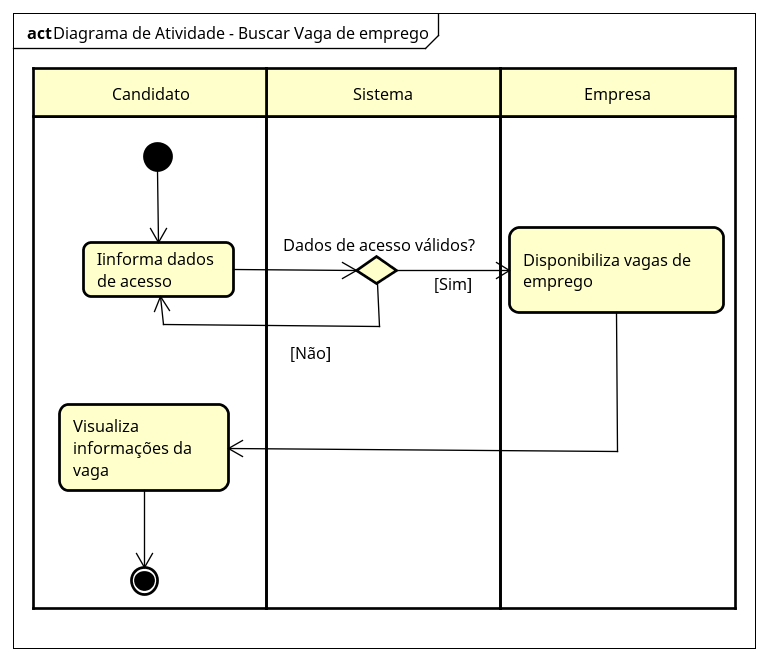 act Diagrama de Atividade - Buscar Vaga de emprego
Candidato
Sistema
Empresa
Dados de acesso válidos?
Iinforma dados
de acesso
[Sim]
Disponibiliza vagas de
emprego
[Não]
Visualiza
informações da
vaga